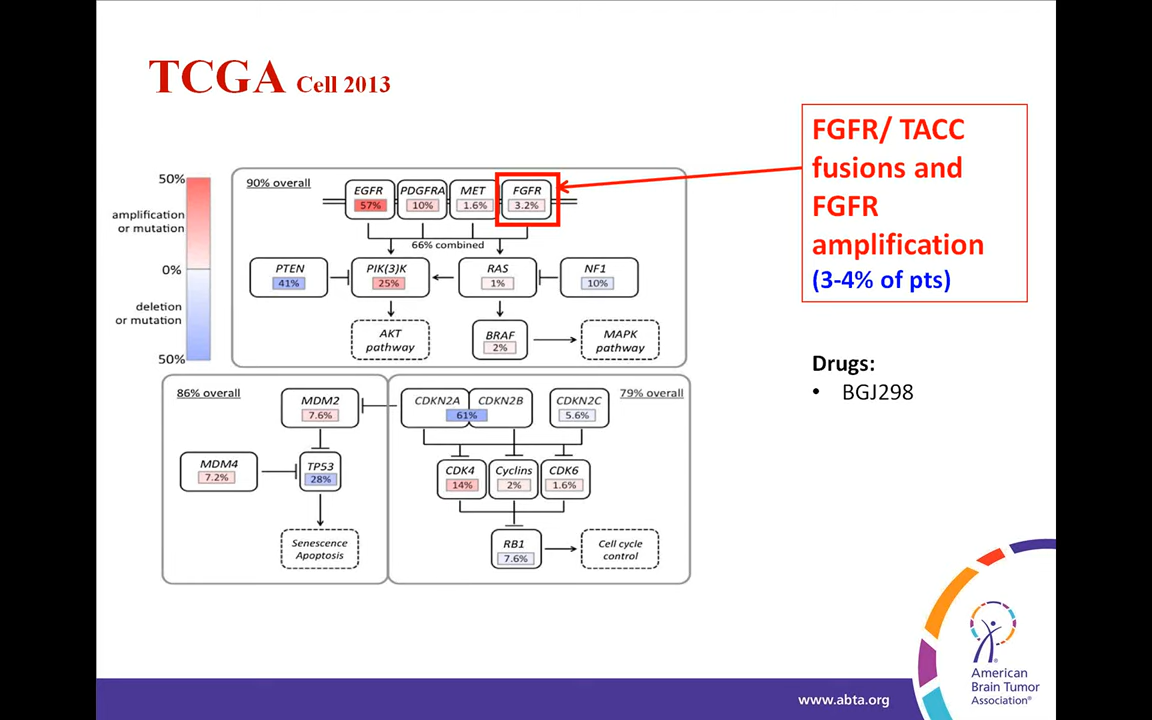 TCGA Cell 2013
FGFR/ TACC
fusions and
FGFR
amplification
(3-4% of pts)
Drugs:
• BGJ298
50%
amplification
or mutation
0%
deletion
or mutation
50%
90% overall
EGFR
57%
PDGFRA
10%
MET
1.6%
FGFR
3.2%
66% combined
PTEN
41%
PIK(3)K
25%
RAS
1%
NF1
10%
AKT
pathway
BRAF
2%
MAPK
pathway
86% overall
MDM2
7.6%
MDM4
7.2%
TP53
28%
Senescence
Apoptosis
79% overall
CDKN2A CDKN2B
61%
CDKN2C
5.6%
CDK4
14%
Cyclins
2%
CDK6
1.6%
RB1
7.6%
Cell cycle
control
American
Brain Tumor
Association®
www.abta.org